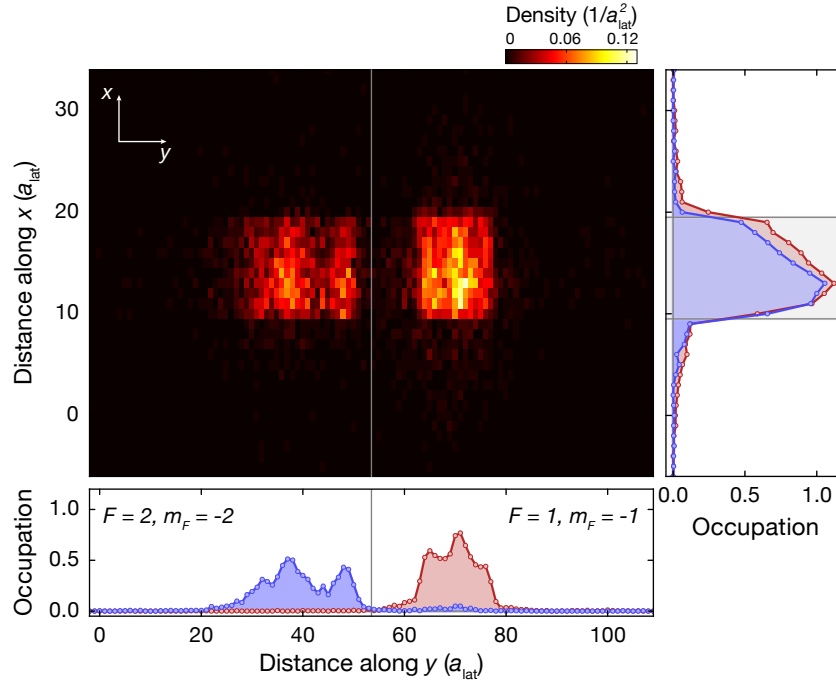 Density (1/a²lat)
0 0.06 0.12
x
y
30
20
10
0
Distance along x (alat)
0.0 0.5 1.0
Occupation
1.0
0.5
0.0
Occupation
F = 2, mF = -2
F = 1, mF = -1
0 20 40 60 80 100
Distance along y (alat)